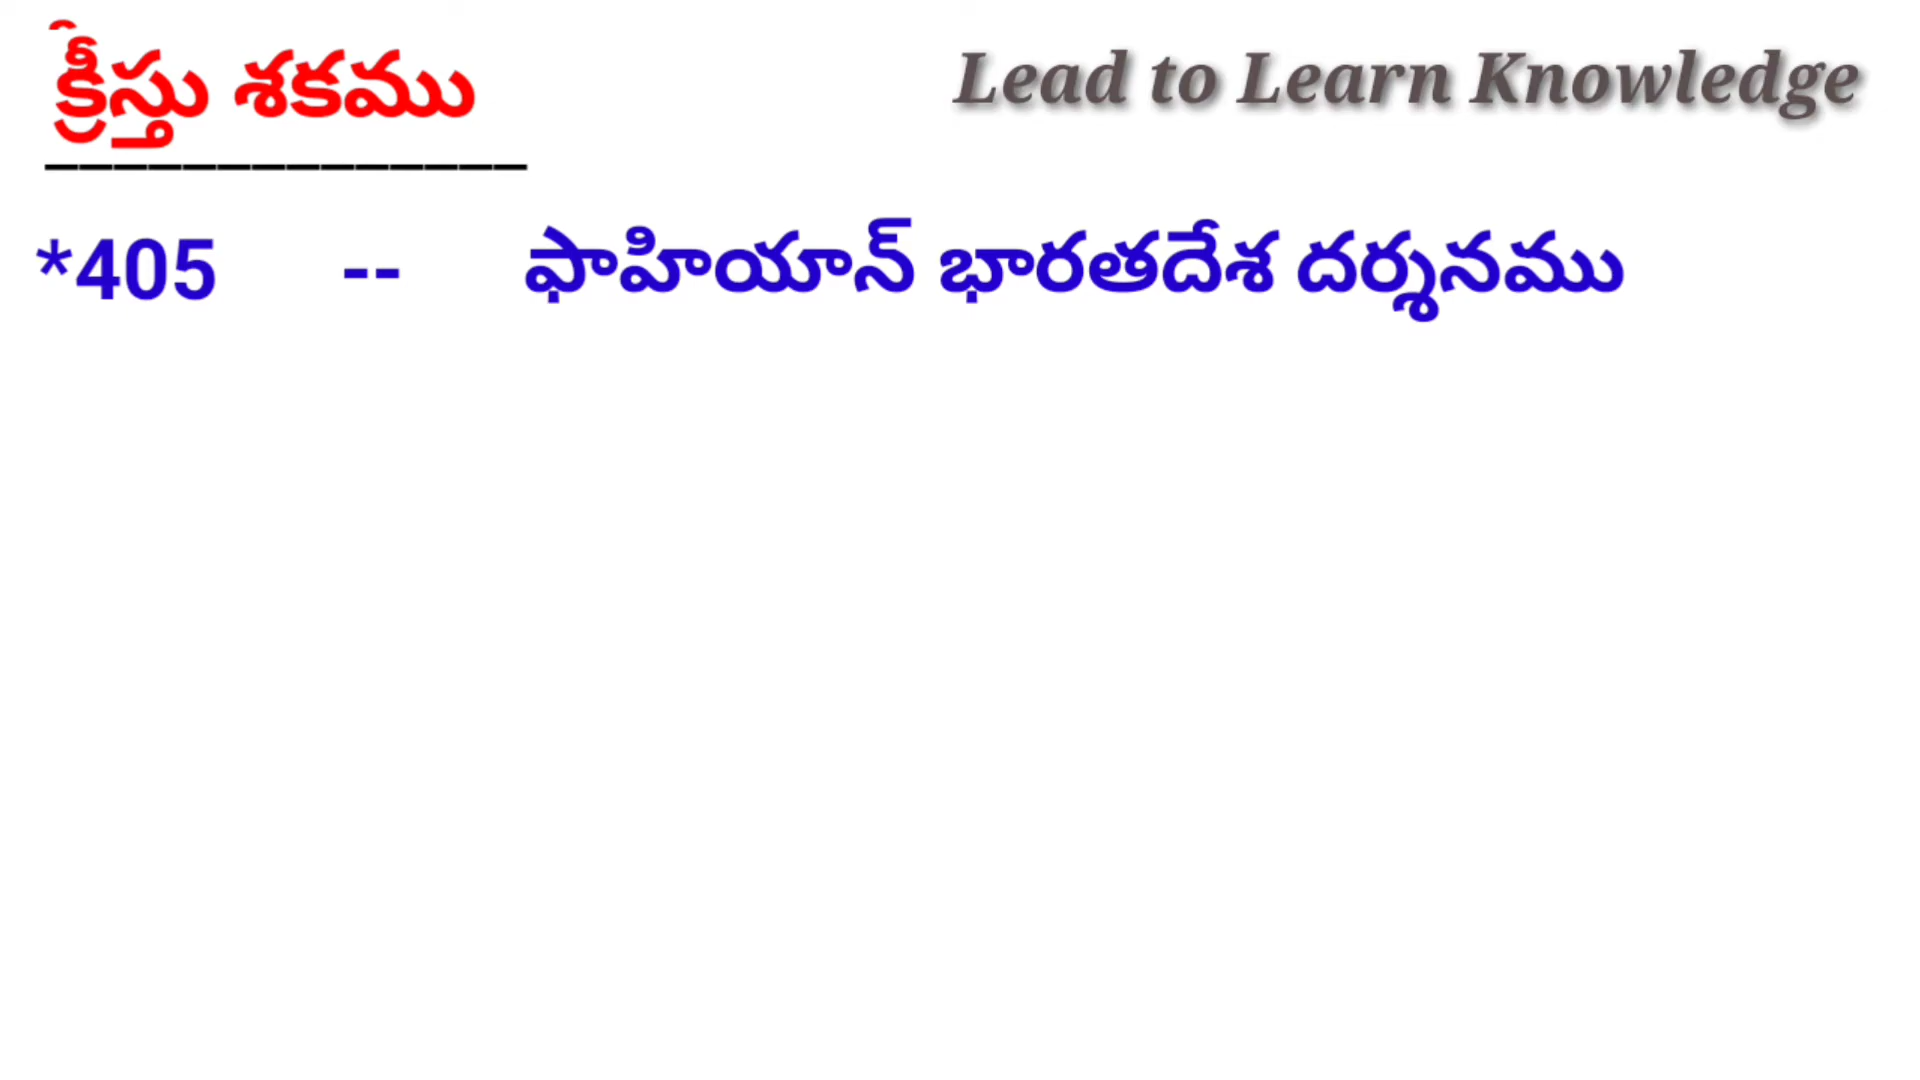 క్రీస్తు శకము
Lead to Learn Knowledge
*405 -- ఫాహియాన్ భారతదేశ దర్శనము